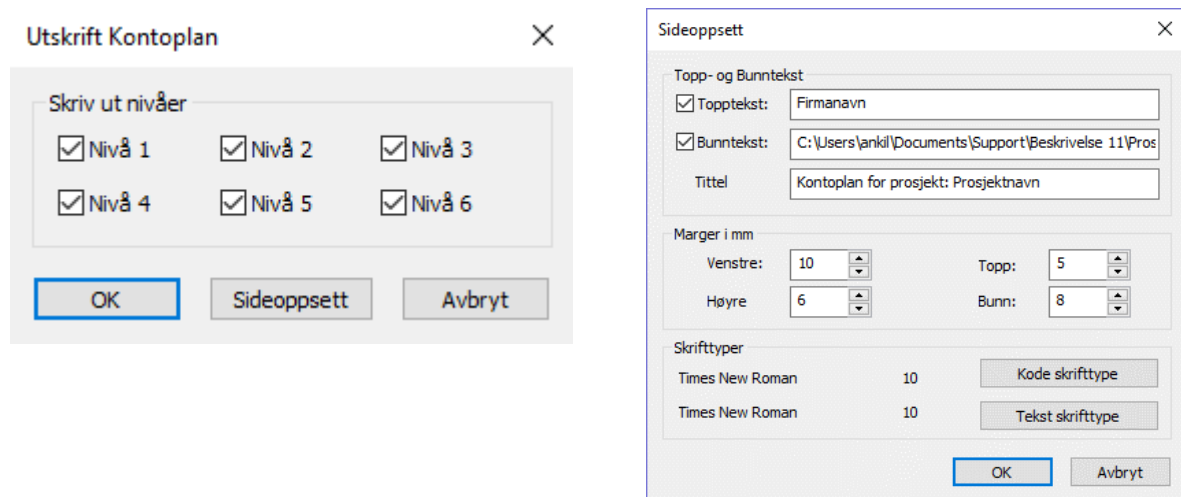 Utskrift Kontoplan
Skriv ut nivåer
Nivå 1 Nivå 2 Nivå 3
Nivå 4 Nivå 5 Nivå 6
OK Sideoppsett Avbryt
Sideoppsett
Topp- og Bunntekst
Topptekst: Firmanavn
Bunntekst: C:\Users\ankil\Documents\Support\Beskrivelse 11\Pros
Tittel Kontoplan for prosjekt: Prosjektnavn
Marger i mm
Venstre: 10 Topp: 5
Høyre 6 Bunn: 8
Skrifttyper
Times New Roman 10 Kode skrifttype
Times New Roman 10 Tekst skrifttype
OK Avbryt